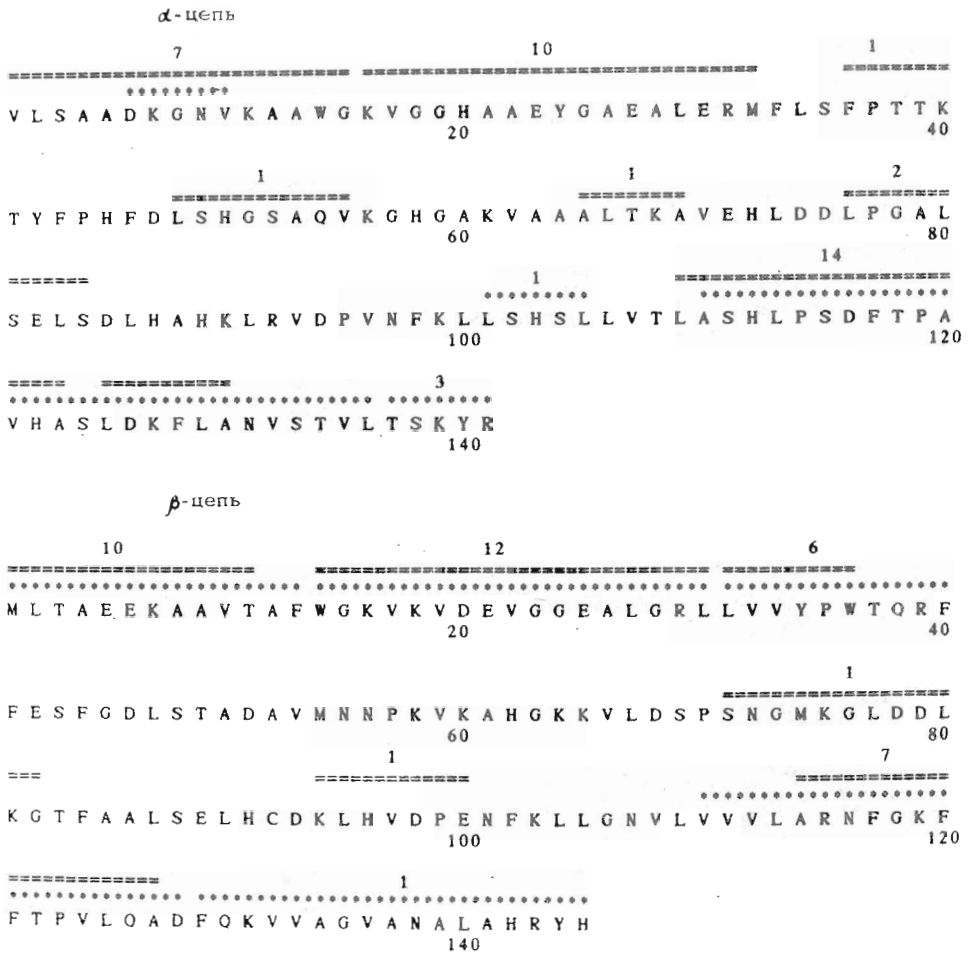 α-цепь
7 10 1
V L S A A D K G N V K A A W G K V G G H A A E Y G A E A L E R M F L S F P T T K
20 40
1 1 2
T Y F P H F D L S H G S A Q V K G H G A K V A A A L T K A V E H L D D L P G A L
60 80
14
1
S E L S D L H A H K L R V D P V N F K L L S H S L L V T L A S H L P S D F T P A
100 120
3
V H A S L D K F L A N V S T V L T S K Y R
140
β-цепь
10 12 6
M L T A E E K A A V T A F W G K V K V D E V G G E A L G R L L V V Y P W T Q R F
20 40
1
F E S F G D L S T A D A V M N N P K V K A H G K K V L D S P S N G M K G L D D L
60 80
1 7
K G T F A A L S E L H C D K L H V D P E N F K L L G N V L V V V L A R N F G K F
100 120
1
F T P V L Q A D F Q K V V A G V A N A L A H R Y H
140